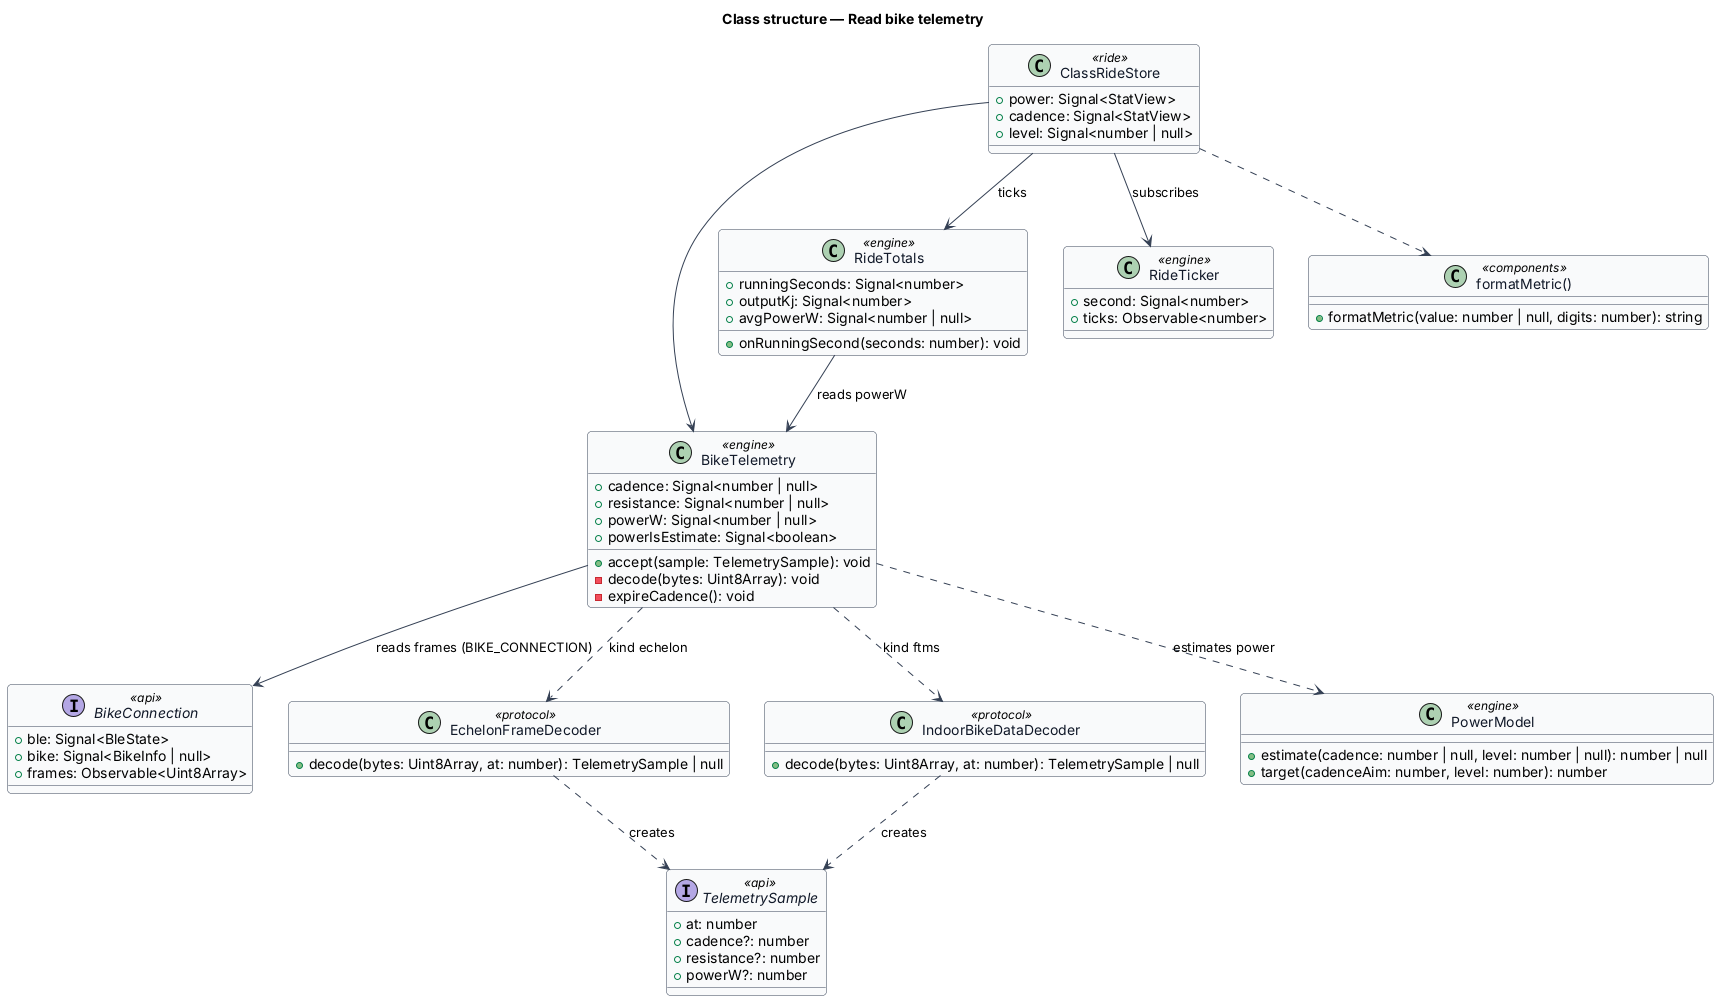 Class structure — Read bike telemetry
«ride»
ClassRideStore
power: Signal<StatView>
cadence: Signal<StatView>
level: Signal<number | null>
ticks
subscribes
«engine»
RideTotals
runningSeconds: Signal<number>
outputKj: Signal<number>
avgPowerW: Signal<number | null>
onRunningSecond(seconds: number): void
«engine»
RideTicker
second: Signal<number>
ticks: Observable<number>
«components»
formatMetric()
formatMetric(value: number | null, digits: number): string
reads powerW
«engine»
BikeTelemetry
cadence: Signal<number | null>
resistance: Signal<number | null>
powerW: Signal<number | null>
powerIsEstimate: Signal<boolean>
accept(sample: TelemetrySample): void
decode(bytes: Uint8Array): void
expireCadence(): void
reads frames (BIKE_CONNECTION)
kind echelon
kind ftms
estimates power
«api»
BikeConnection
ble: Signal<BleState>
bike: Signal<BikeInfo | null>
frames: Observable<Uint8Array>
«protocol»
EchelonFrameDecoder
decode(bytes: Uint8Array, at: number): TelemetrySample | null
«protocol»
IndoorBikeDataDecoder
decode(bytes: Uint8Array, at: number): TelemetrySample | null
«engine»
PowerModel
estimate(cadence: number | null, level: number | null): number | null
target(cadenceAim: number, level: number): number
creates
creates
«api»
TelemetrySample
at: number
cadence?: number
resistance?: number
powerW?: number